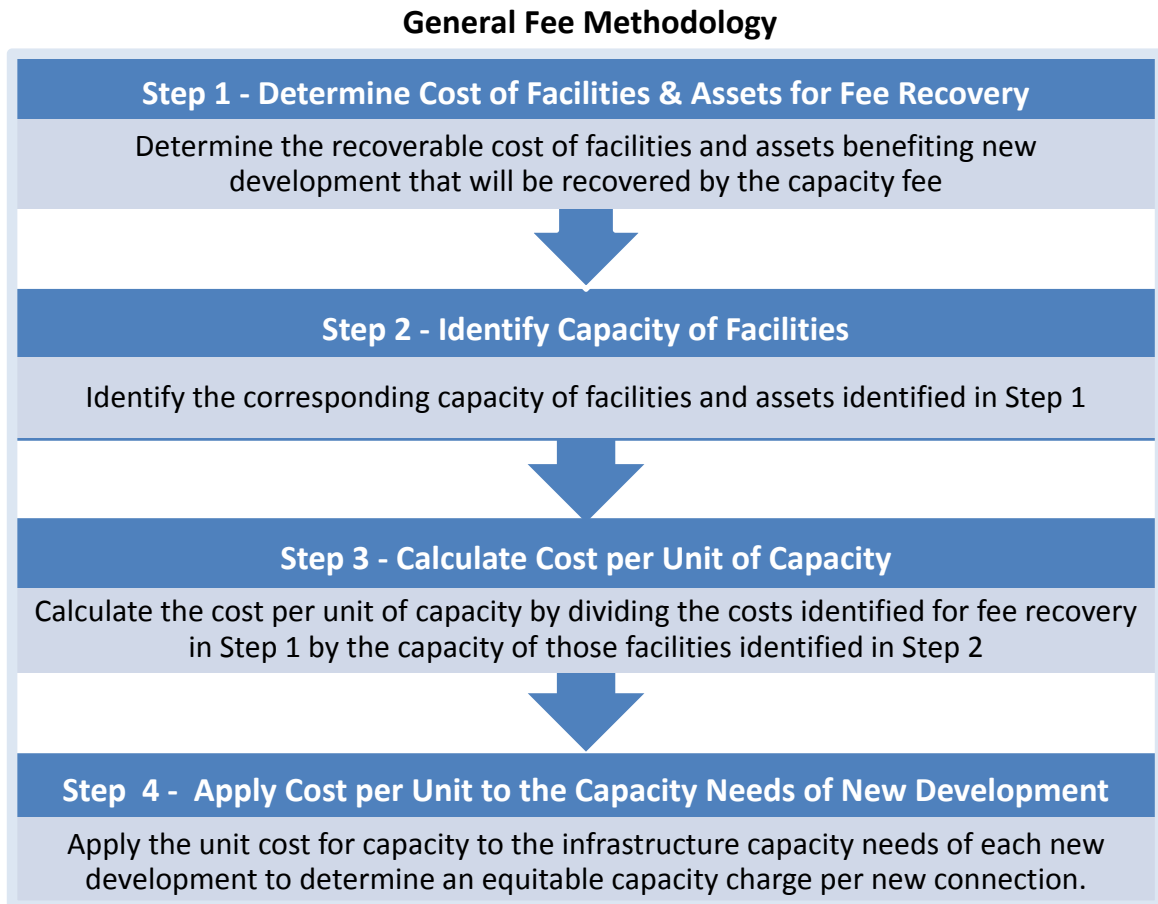 General Fee Methodology
Step 1 - Determine Cost of Facilities & Assets for Fee Recovery
Determine the recoverable cost of facilities and assets benefiting new
development that will be recovered by the capacity fee
Step 2 - Identify Capacity of Facilities
Identify the corresponding capacity of facilities and assets identified in Step 1
Step 3 - Calculate Cost per Unit of Capacity
Calculate the cost per unit of capacity by dividing the costs identified for fee recovery
in Step 1 by the capacity of those facilities identified in Step 2
Step 4 - Apply Cost per Unit to the Capacity Needs of New Development
Apply the unit cost for capacity to the infrastructure capacity needs of each new
development to determine an equitable capacity charge per new connection.